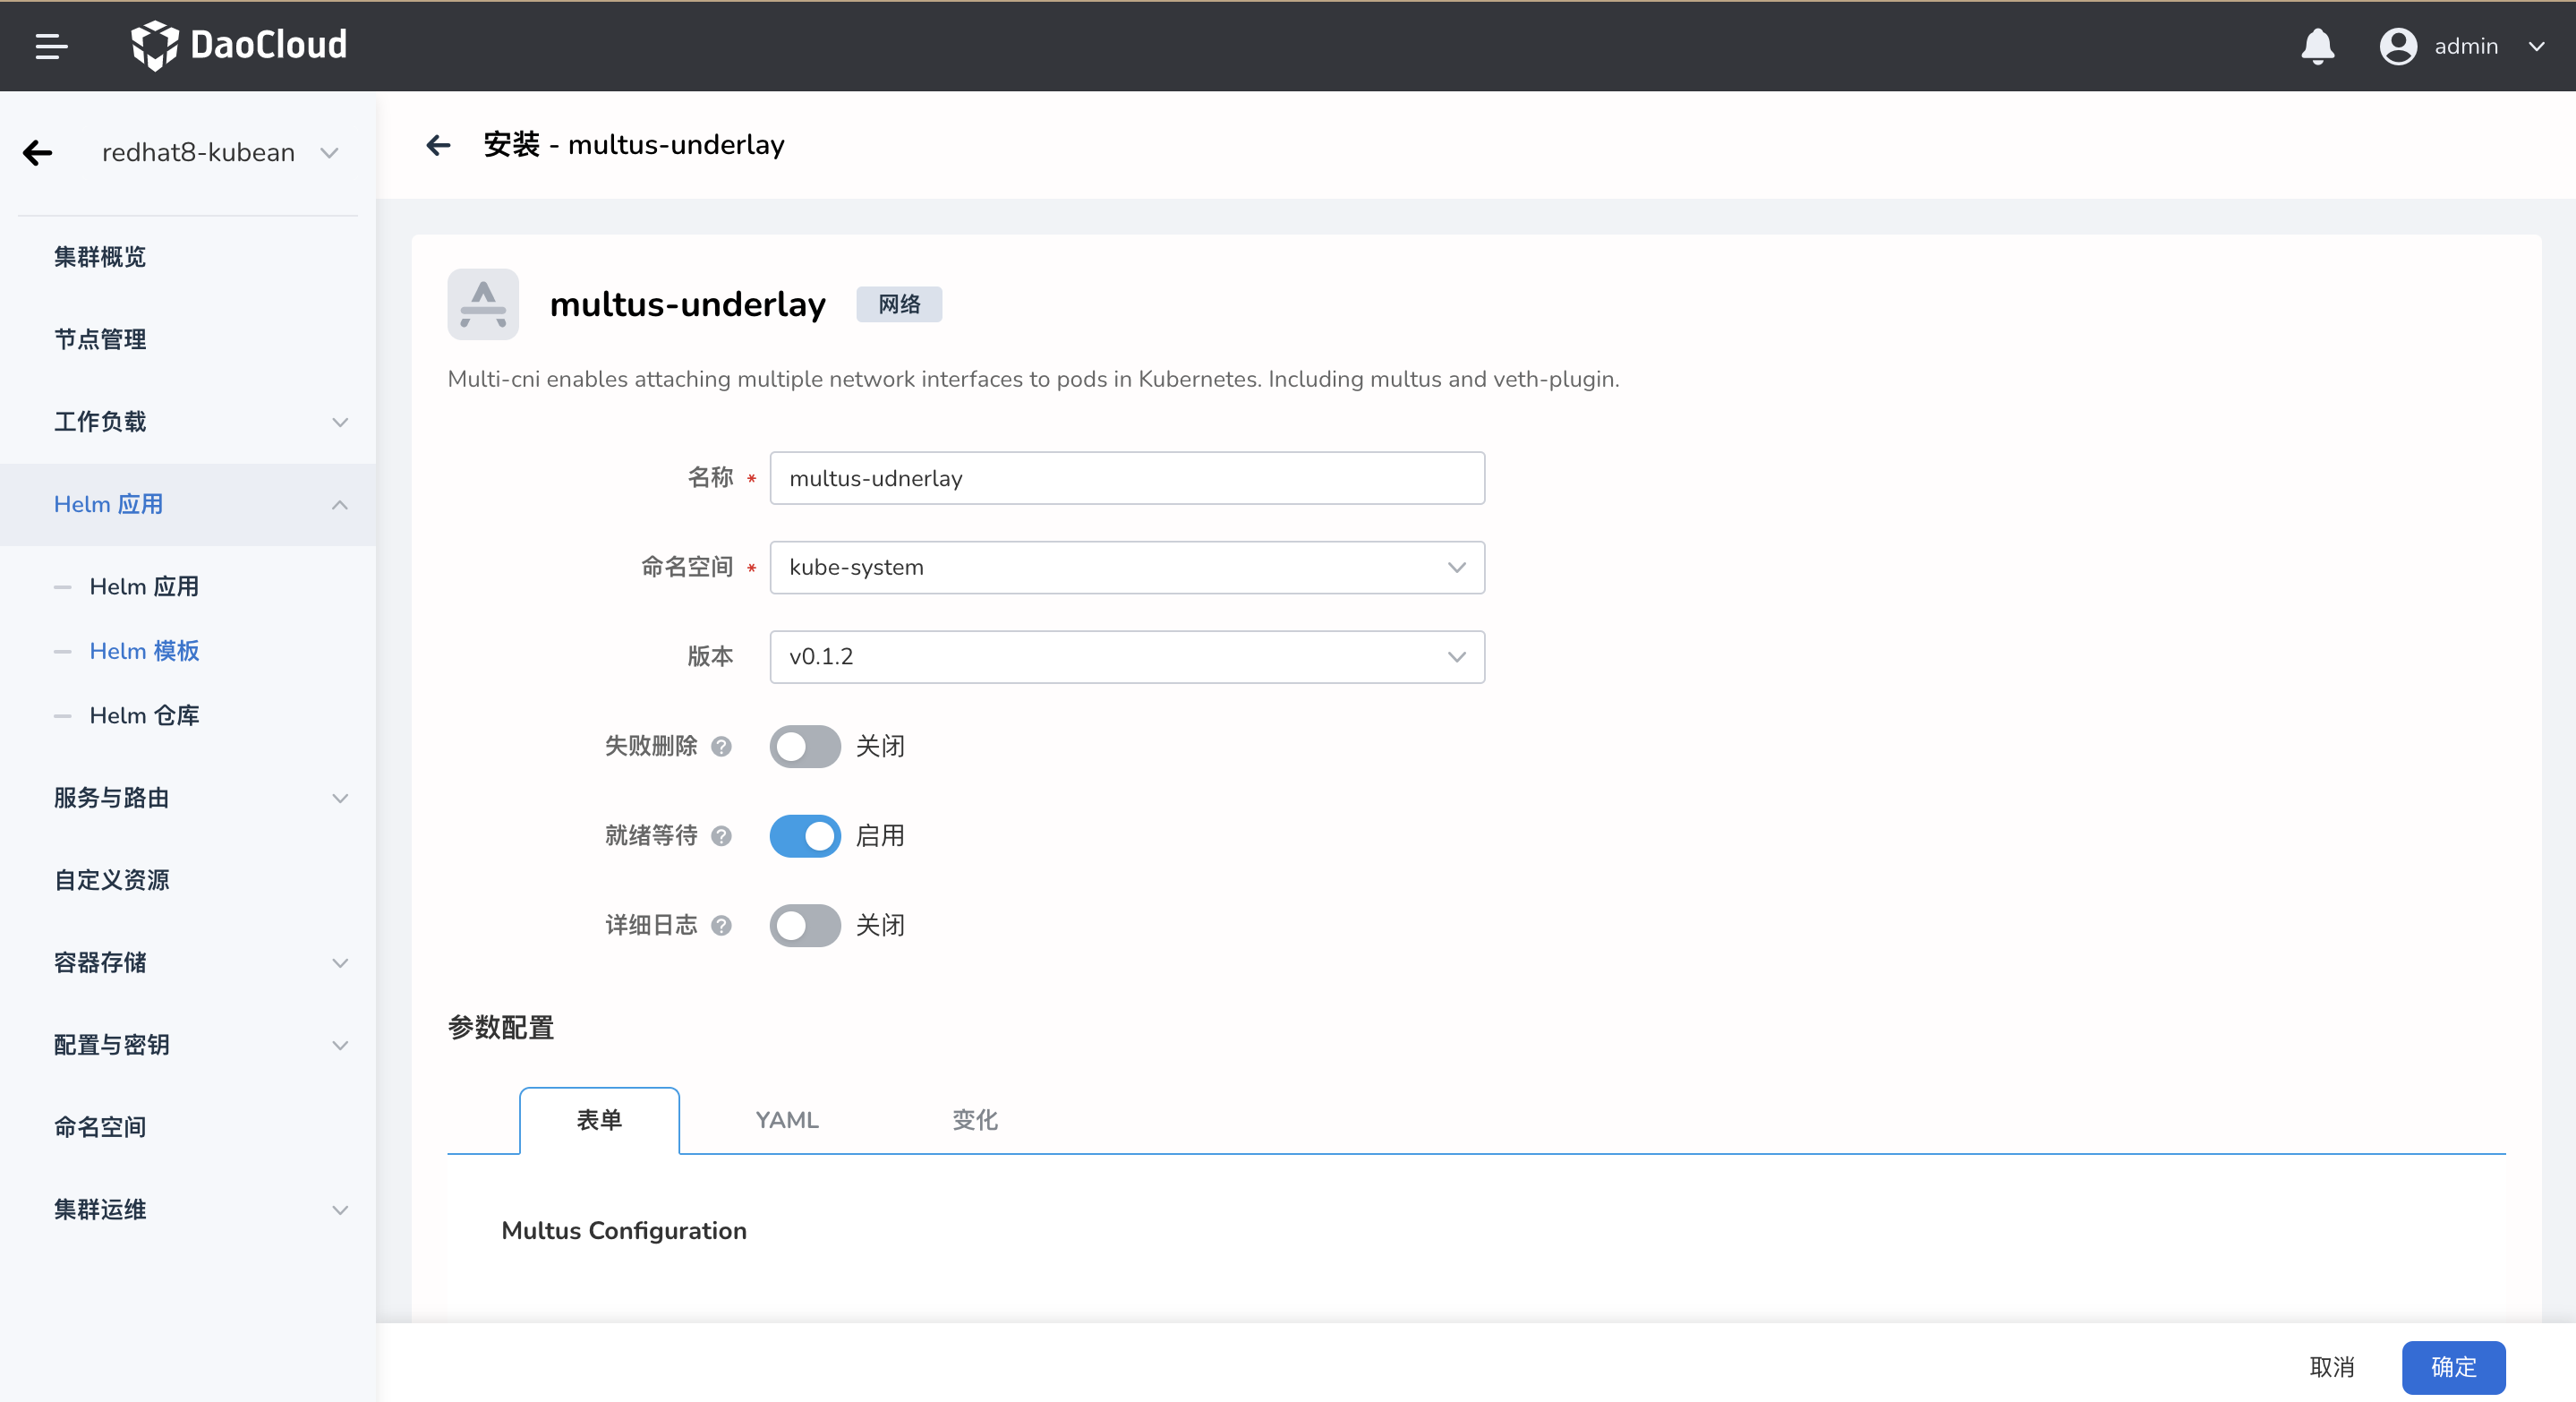 DaoCloud
admin
redhat8-kubean
集群概览
节点管理
工作负载
Helm 应用
Helm 应用
Helm 模板
Helm 仓库
服务与路由
自定义资源
容器存储
配置与密钥
命名空间
集群运维
安装 - multus-underlay
multus-underlay
网络
Multi-cni enables attaching multiple network interfaces to pods in Kubernetes. Including multus and veth-plugin.
名称 * multus-udnerlay
命名空间 * kube-system
版本 v0.1.2
失败删除 ? 关闭
就绪等待 ? 启用
详细日志 ? 关闭
参数配置
表单 YAML 变化
Multus Configuration
取消 确定